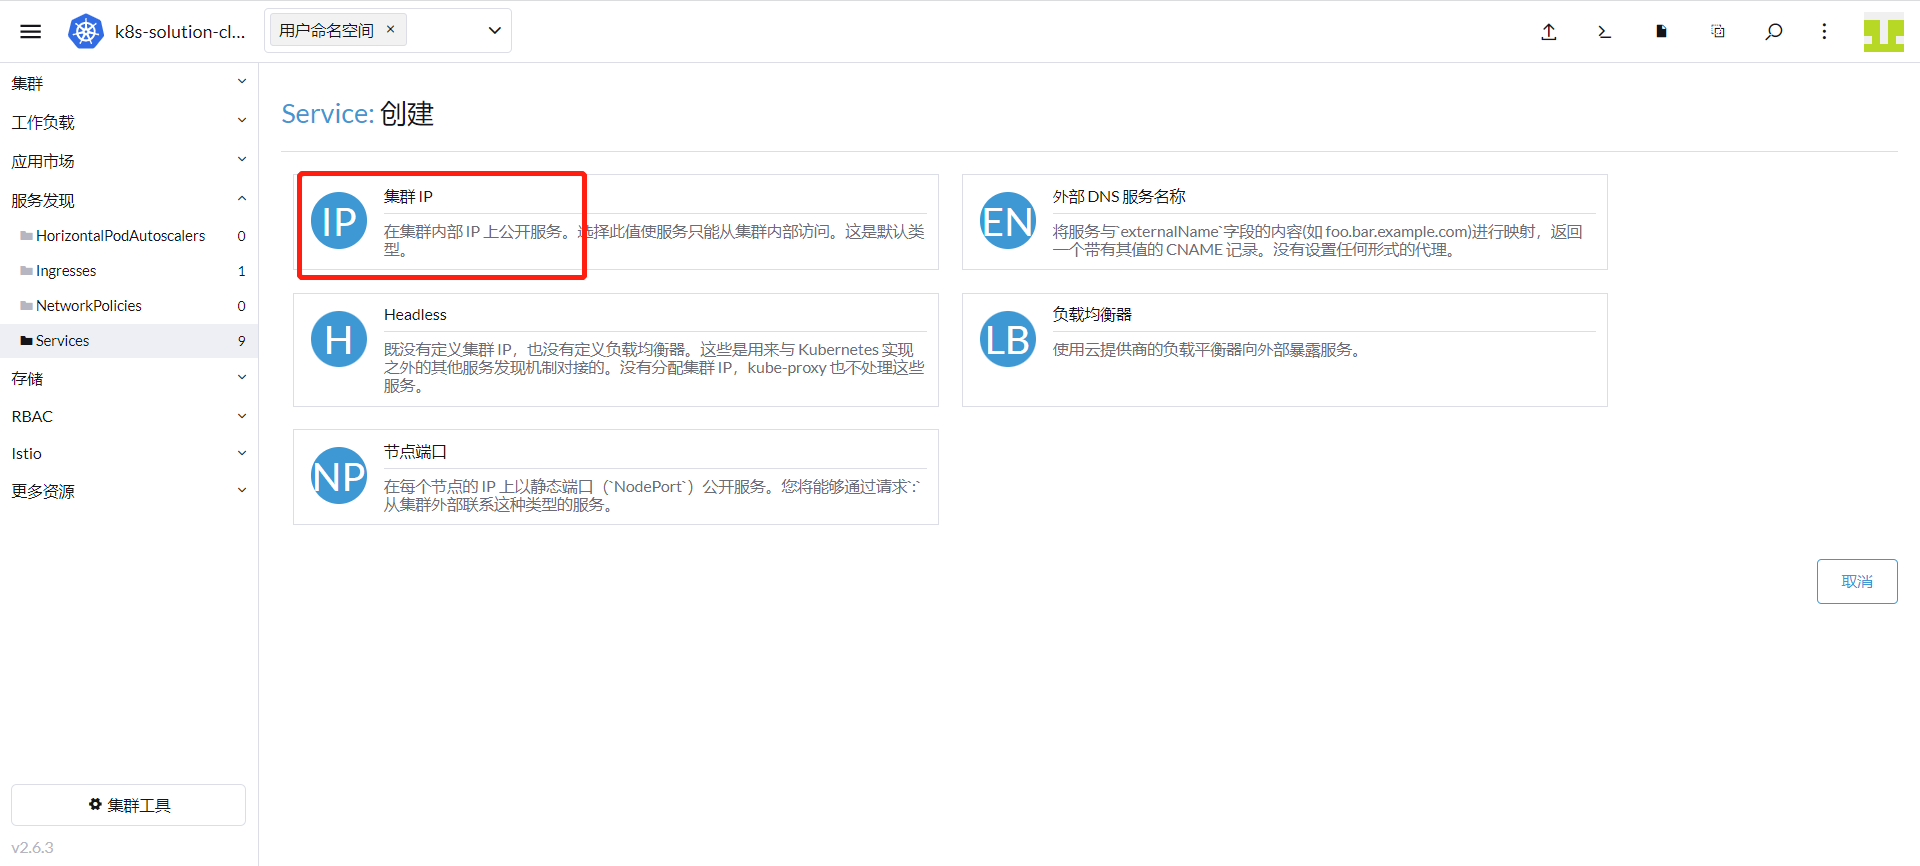 k8s-solution-cl...
用户命名空间 ×
集群
工作负载
应用市场
服务发现
HorizontalPodAutoscalers 0
Ingresses 1
NetworkPolicies 0
Services 9
存储
RBAC
Istio
更多资源
集群工具
v2.6.3
Service: 创建
IP
集群 IP
在集群内部 IP 上公开服务。选择此值使服务只能从集群内部访问。这是默认类
型。
EN
外部 DNS 服务名称
将服务与`externalName`字段的内容(如 foo.bar.example.com)进行映射，返回
一个带有其值的 CNAME 记录。没有设置任何形式的代理。
H
Headless
既没有定义集群 IP，也没有定义负载均衡器。这些是用来与 Kubernetes 实现
之外的其他服务发现机制对接的。没有分配集群 IP，kube-proxy 也不处理这些
服务。
LB
负载均衡器
使用云提供商的负载平衡器向外部暴露服务。
NP
节点端口
在每个节点的 IP 上以静态端口（`NodePort`）公开服务。您将能够通过请求`:`
从集群外部联系这种类型的服务。
取消